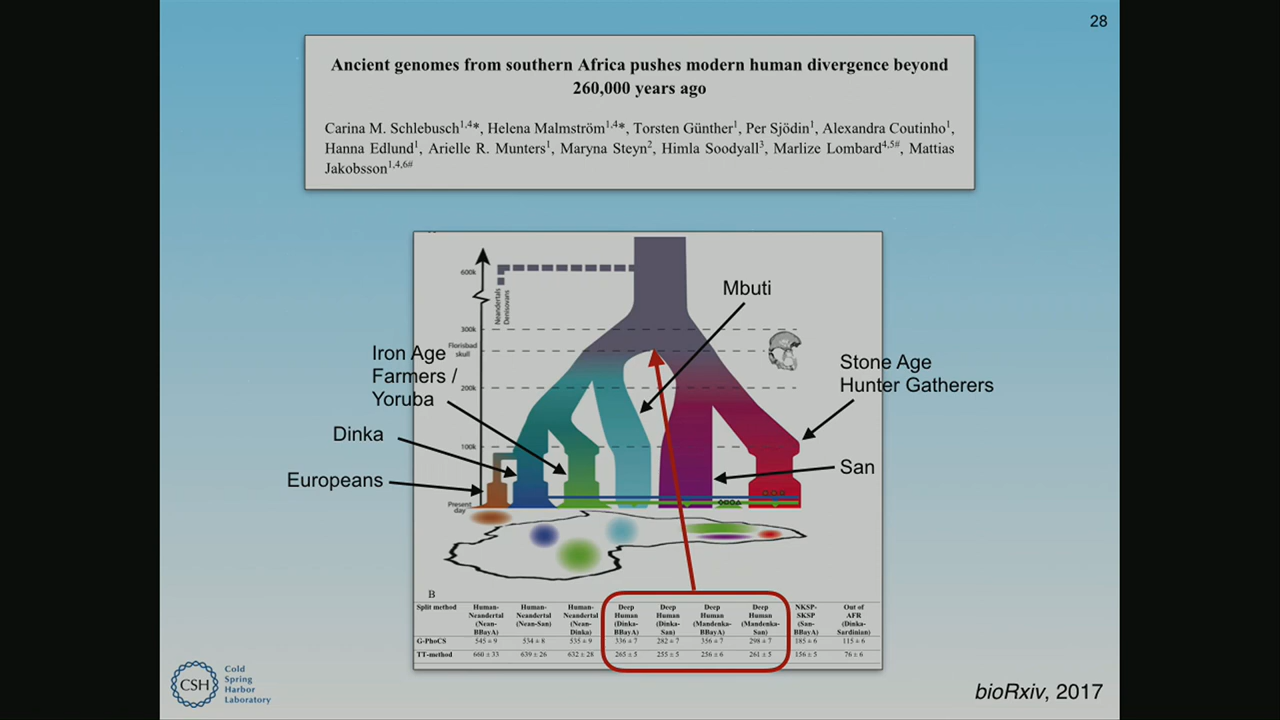 28
Ancient genomes from southern Africa pushes modern human divergence beyond
260,000 years ago
Carina M. Schlebusch1,4*, Helena Malmström1,4*, Torsten Günther1, Per Sjödin1, Alexandra Coutinho1,
Hanna Edlund1, Arielle R. Munters1, Maryna Steyn2, Himla Soodyall3, Marlize Lombard4,5#, Mattias
Jakobsson1,4,6#
600k
Neandertals
Denisovans
Mbuti
300k
Florisbad
skull
Iron Age
Farmers /
Yoruba
Stone Age
Hunter Gatherers
200k
Dinka
100k
San
Europeans
Present
day
B
Split method
Human-
Neandertal
(Nean-
BBayA)
Human-
Neandertal
(Nean-San)
Human-
Neandertal
(Nean-
Dinka)
Deep
Human
(Dinka-
BBayA)
Deep
Human
(Dinka-
San)
Deep
Human
(Mandenka-
BBayA)
Deep
Human
(Mandenka-
San)
NKSP-
SKSP
(San-
BBayA)
Out of
AFR
(Dinka-
Sardinian)
G-PhoCS 545 ± 9 534 ± 8 535 ± 9 336 ± 7 282 ± 7 356 ± 7 298 ± 7 185 ± 6 115 ± 6
TT-method 660 ± 33 639 ± 26 632 ± 28 265 ± 5 255 ± 5 256 ± 6 261 ± 5 156 ± 5 76 ± 6
CSH
Cold
Spring
Harbor
Laboratory
bioRxiv, 2017